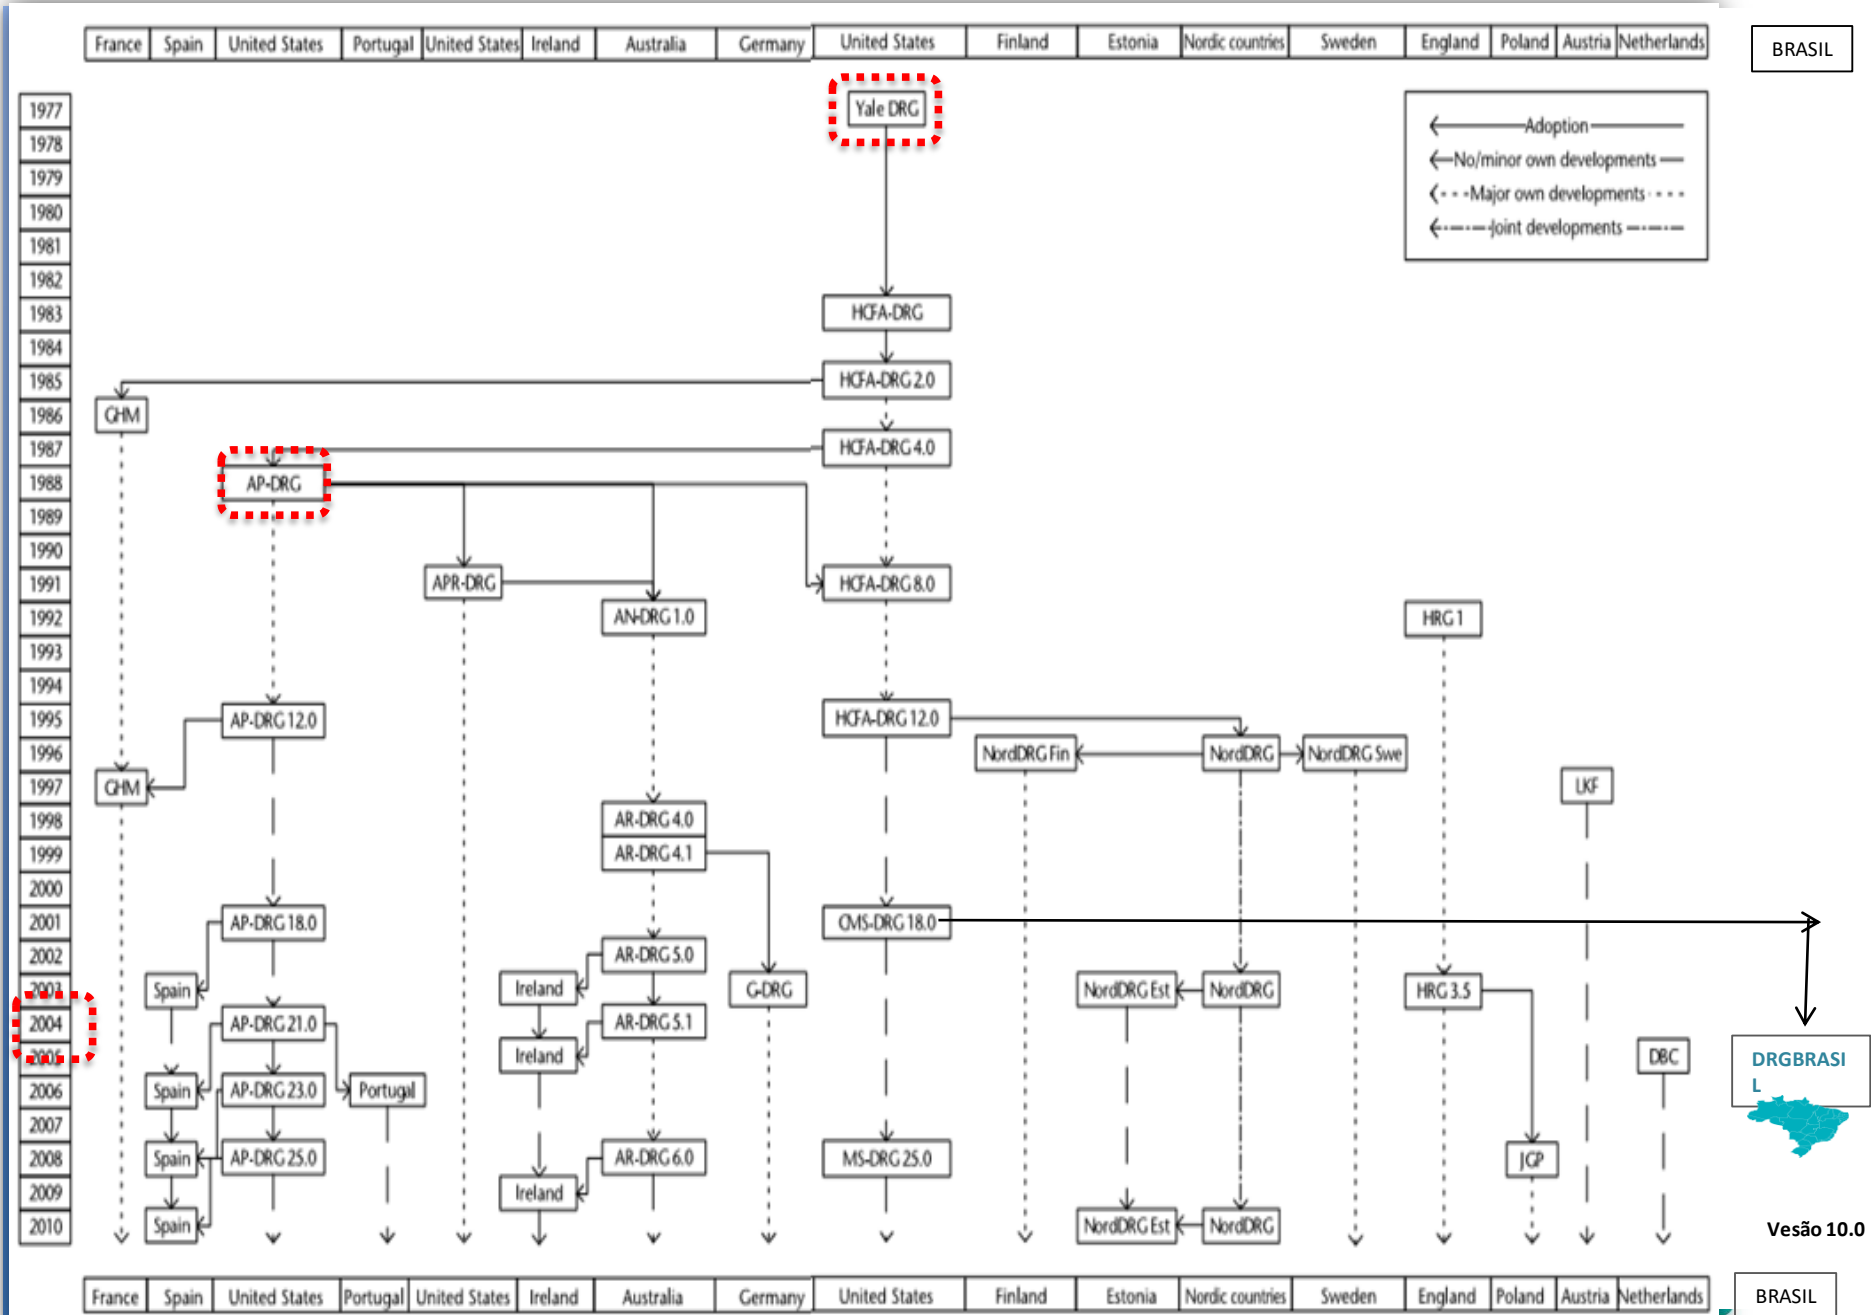 France Spain United States Portugal United States Ireland Australia Germany United States Finland Estonia Nordic countries Sweden England Poland Austria Netherlands BRASIL
1977 Yale DRG
Adoption
1978
No/minor own developments
1979
Major own developments
1980
Joint developments
1981
1982
1983 HCFA-DRG
1984
1985 HCFA-DRG 2.0
1986 GHM
1987 HCFA-DRG 4.0
1988 AP-DRG
1989
1990
1991 APR-DRG HCFA-DRG 8.0
1992 AN-DRG 1.0 HRG 1
1993
1994
1995 AP-DRG 12.0 HCFA-DRG 12.0
1996 NordDRG Fin NordDRG NordDRG Swe
1997 GHM LKF
1998 AR-DRG 4.0
1999 AR-DRG 4.1
2000
2001 AP-DRG 18.0 CMS-DRG 18.0
2002 AR-DRG 5.0
2003 Spain Ireland G-DRG NordDRG Est NordDRG HRG 3.5
2004 AP-DRG 21.0 AR-DRG 5.1
2005 Ireland DBC DRGBRASI
L
2006 Spain AP-DRG 23.0 Portugal
2007
2008 Spain AP-DRG 25.0 AR-DRG 6.0 MS-DRG 25.0 JGP
2009 Ireland
2010 Spain NordDRG Est NordDRG Vesão 10.0
France Spain United States Portugal United States Ireland Australia Germany United States Finland Estonia Nordic countries Sweden England Poland Austria Netherlands BRASIL